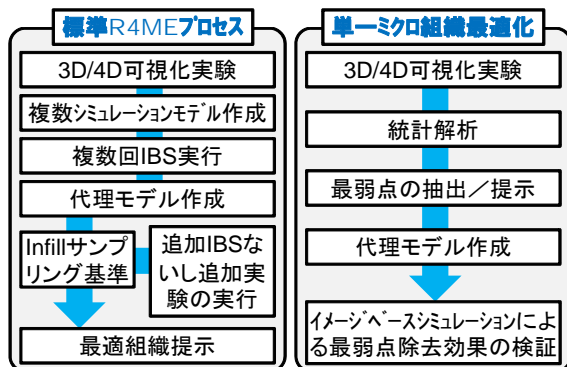 標準R4MEプロセス
3D/4D可視化実験
複数シミュレーションモデル作成
複数回IBS実行
代理モデル作成
Infillサンプ
リング基準
追加IBSな
いし追加実
験の実行
最適組織提示
単一ミクロ組織最適化
3D/4D可視化実験
統計解析
最弱点の抽出／提示
代理モデル作成
イメージベースシミュレーションによ
る最弱点除去効果の検証